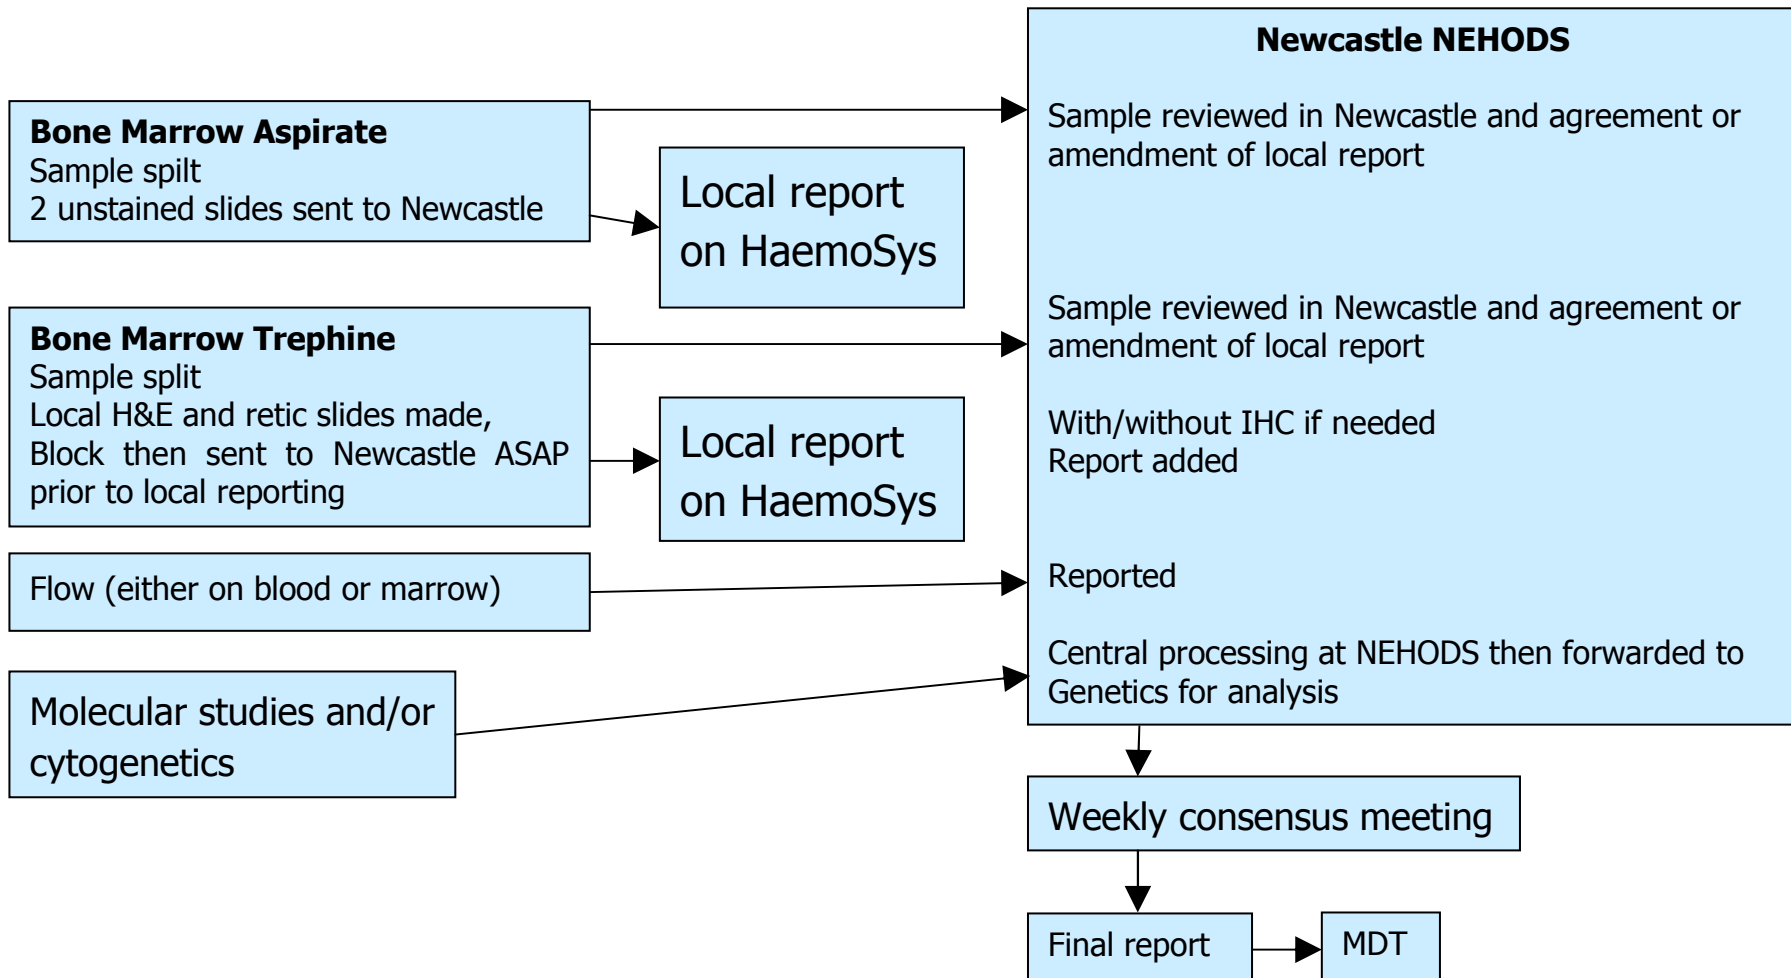 Bone Marrow Aspirate
Sample spilt
2 unstained slides sent to Newcastle
Local report
on HaemoSys
Bone Marrow Trephine
Sample split
Local H&E and retic slides made,
Block then sent to Newcastle ASAP
prior to local reporting
Local report
on HaemoSys
Flow (either on blood or marrow)
Molecular studies and/or
cytogenetics
Newcastle NEHODS
Sample reviewed in Newcastle and agreement or
amendment of local report
Sample reviewed in Newcastle and agreement or
amendment of local report
With/without IHC if needed
Report added
Reported
Central processing at NEHODS then forwarded to
Genetics for analysis
Weekly consensus meeting
Final report
MDT